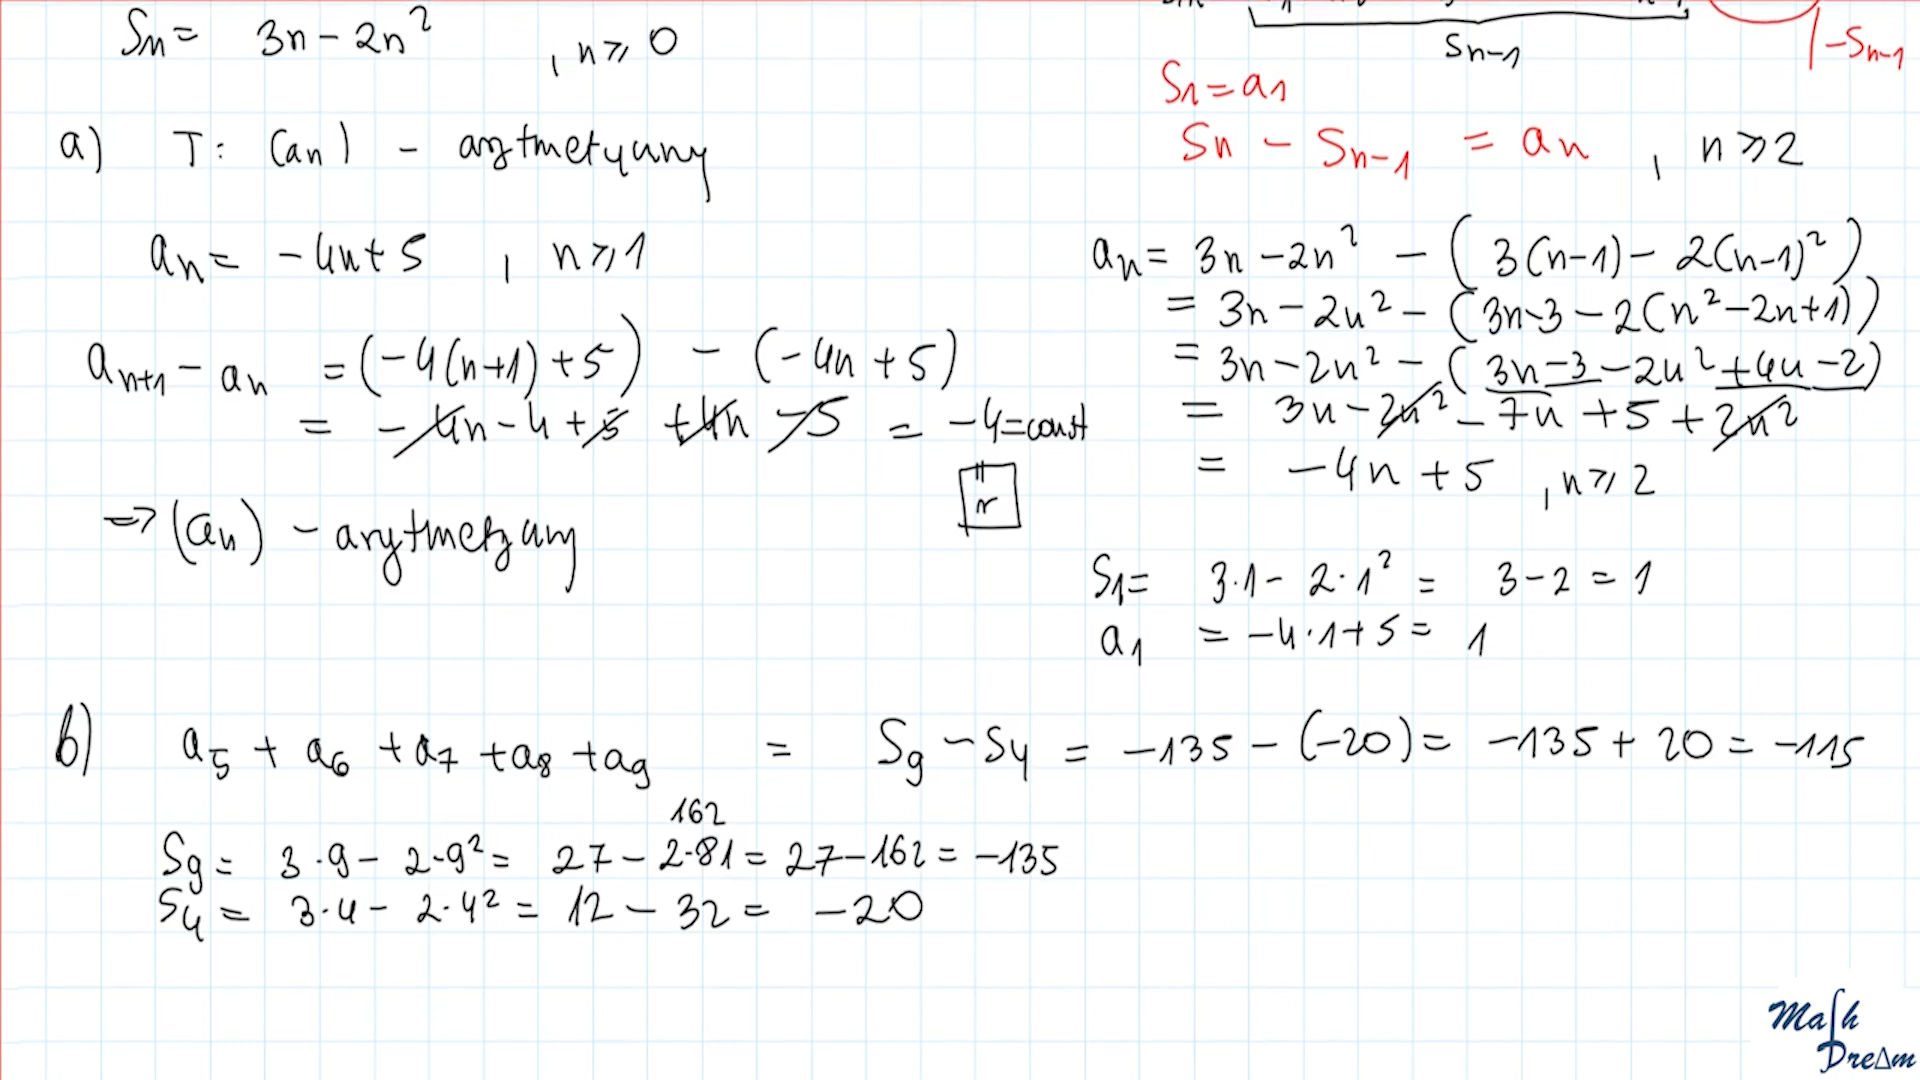 Sn = 3n - 2n² , n ⩾ 0
a) T: (an) - arytmetyczny
an = -4n + 5 , n ⩾ 1
an+1 - an = (-4(n+1) + 5) - (-4n + 5)
= -4n - 4 + 5 + 4n - 5 = -4 = const
r
⇒ (an) - arytmetyczny
Sn-1
-Sn-1
S1 = a1
Sn - Sn-1 = an , n ⩾ 2
an = 3n - 2n² - (3(n-1) - 2(n-1)²)
= 3n - 2n² - (3n - 3 - 2(n² - 2n + 1))
= 3n - 2n² - (3n - 3 - 2n² + 4n - 2)
= 3n - 2n² - 7n + 5 + 2n²
= -4n + 5 , n ⩾ 2
S1 = 3·1 - 2·1² = 3 - 2 = 1
a1 = -4·1 + 5 = 1
b) a5 + a6 + a7 + a8 + a9 = S9 - S4 = -135 - (-20) = -135 + 20 = -115
162
S9 = 3·9 - 2·9² = 27 - 2·81 = 27 - 162 = -135
S4 = 3·4 - 2·4² = 12 - 32 = -20
Math
Dre∆m